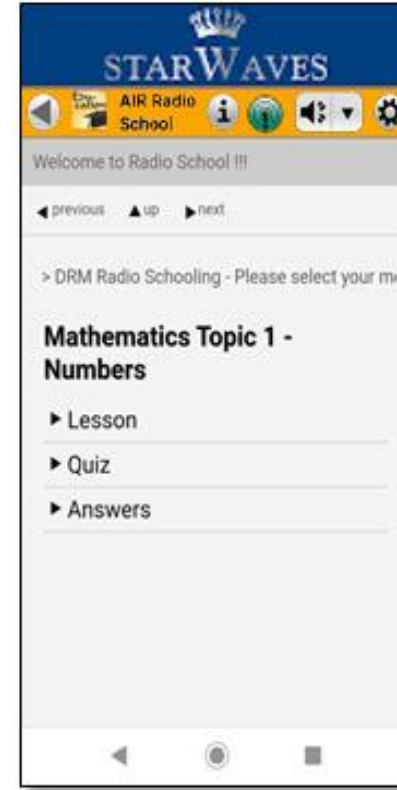 STARWAVES
AIR Radio
School
Welcome to Radio School !!!
previous up next
> DRM Radio Schooling - Please select your m
Mathematics Topic 1 -
Numbers
Lesson
Quiz
Answers